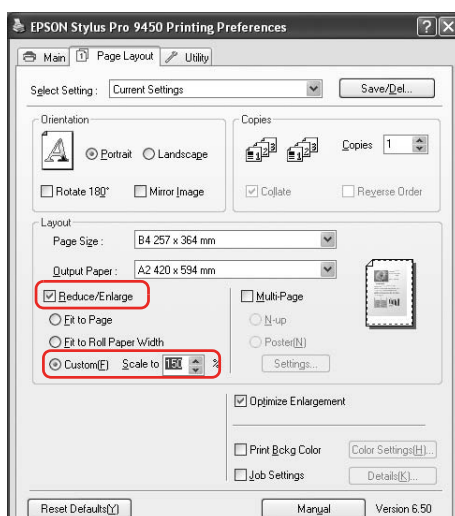 EPSON Stylus Pro 9450 Printing Preferences
Main Page Layout Utility
Select Setting : Current Settings Save/Del...
Orientation
Portrait Landscape
Rotate 180° Mirror Image
Copies
Copies 1
Collate Reverse Order
Layout
Page Size : B4 257 x 364 mm
Output Paper : A2 420 x 594 mm
Reduce/Enlarge
Fit to Page
Fit to Roll Paper Width
Custom(F) Scale to 150 %
Multi-Page
N-up
Poster(N)
Settings...
Optimize Enlargement
Print Bckg Color Color Settings(H)...
Job Settings Details(K)...
Reset Defaults(Y) Manual Version 6.50